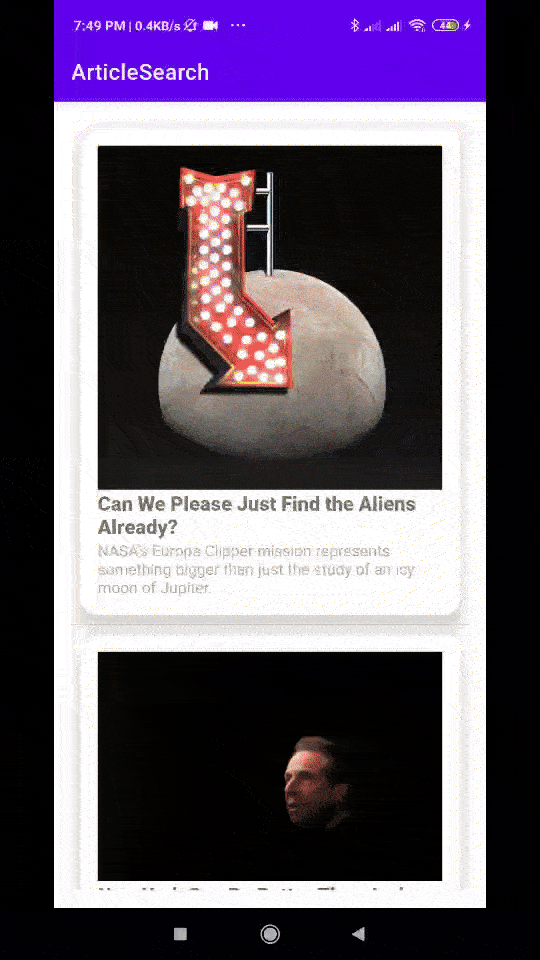 7:49 PM | 0.4KB/s
44
ArticleSearch
Can We Please Just Find the Aliens
Already?
NASA's Europa Clipper mission represents
something bigger than just the study of an icy
moon of Jupiter.